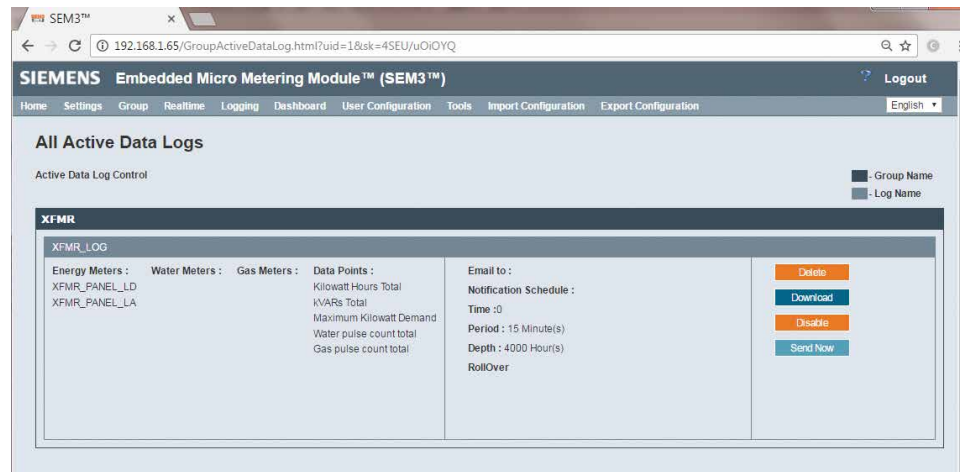 SEM3™
192.168.1.65/GroupActiveDataLog.html?uid=1&sk=4SEU/uOiOYQ
SIEMENS Embedded Micro Metering Module™ (SEM3™)
? Logout
Home Settings Group Realtime Logging Dashboard User Configuration Tools Import Configuration Export Configuration
English
All Active Data Logs
Active Data Log Control
- Group Name
- Log Name
XFMR
XFMR_LOG
Energy Meters :
XFMR_PANEL_LD
XFMR_PANEL_LA
Water Meters :
Gas Meters :
Data Points :
Kilowatt Hours Total
kVARs Total
Maximum Kilowatt Demand
Water pulse count total
Gas pulse count total
Email to :
Notification Schedule :
Time :0
Period : 15 Minute(s)
Depth : 4000 Hour(s)
RollOver
Delete
Download
Disable
Send Now